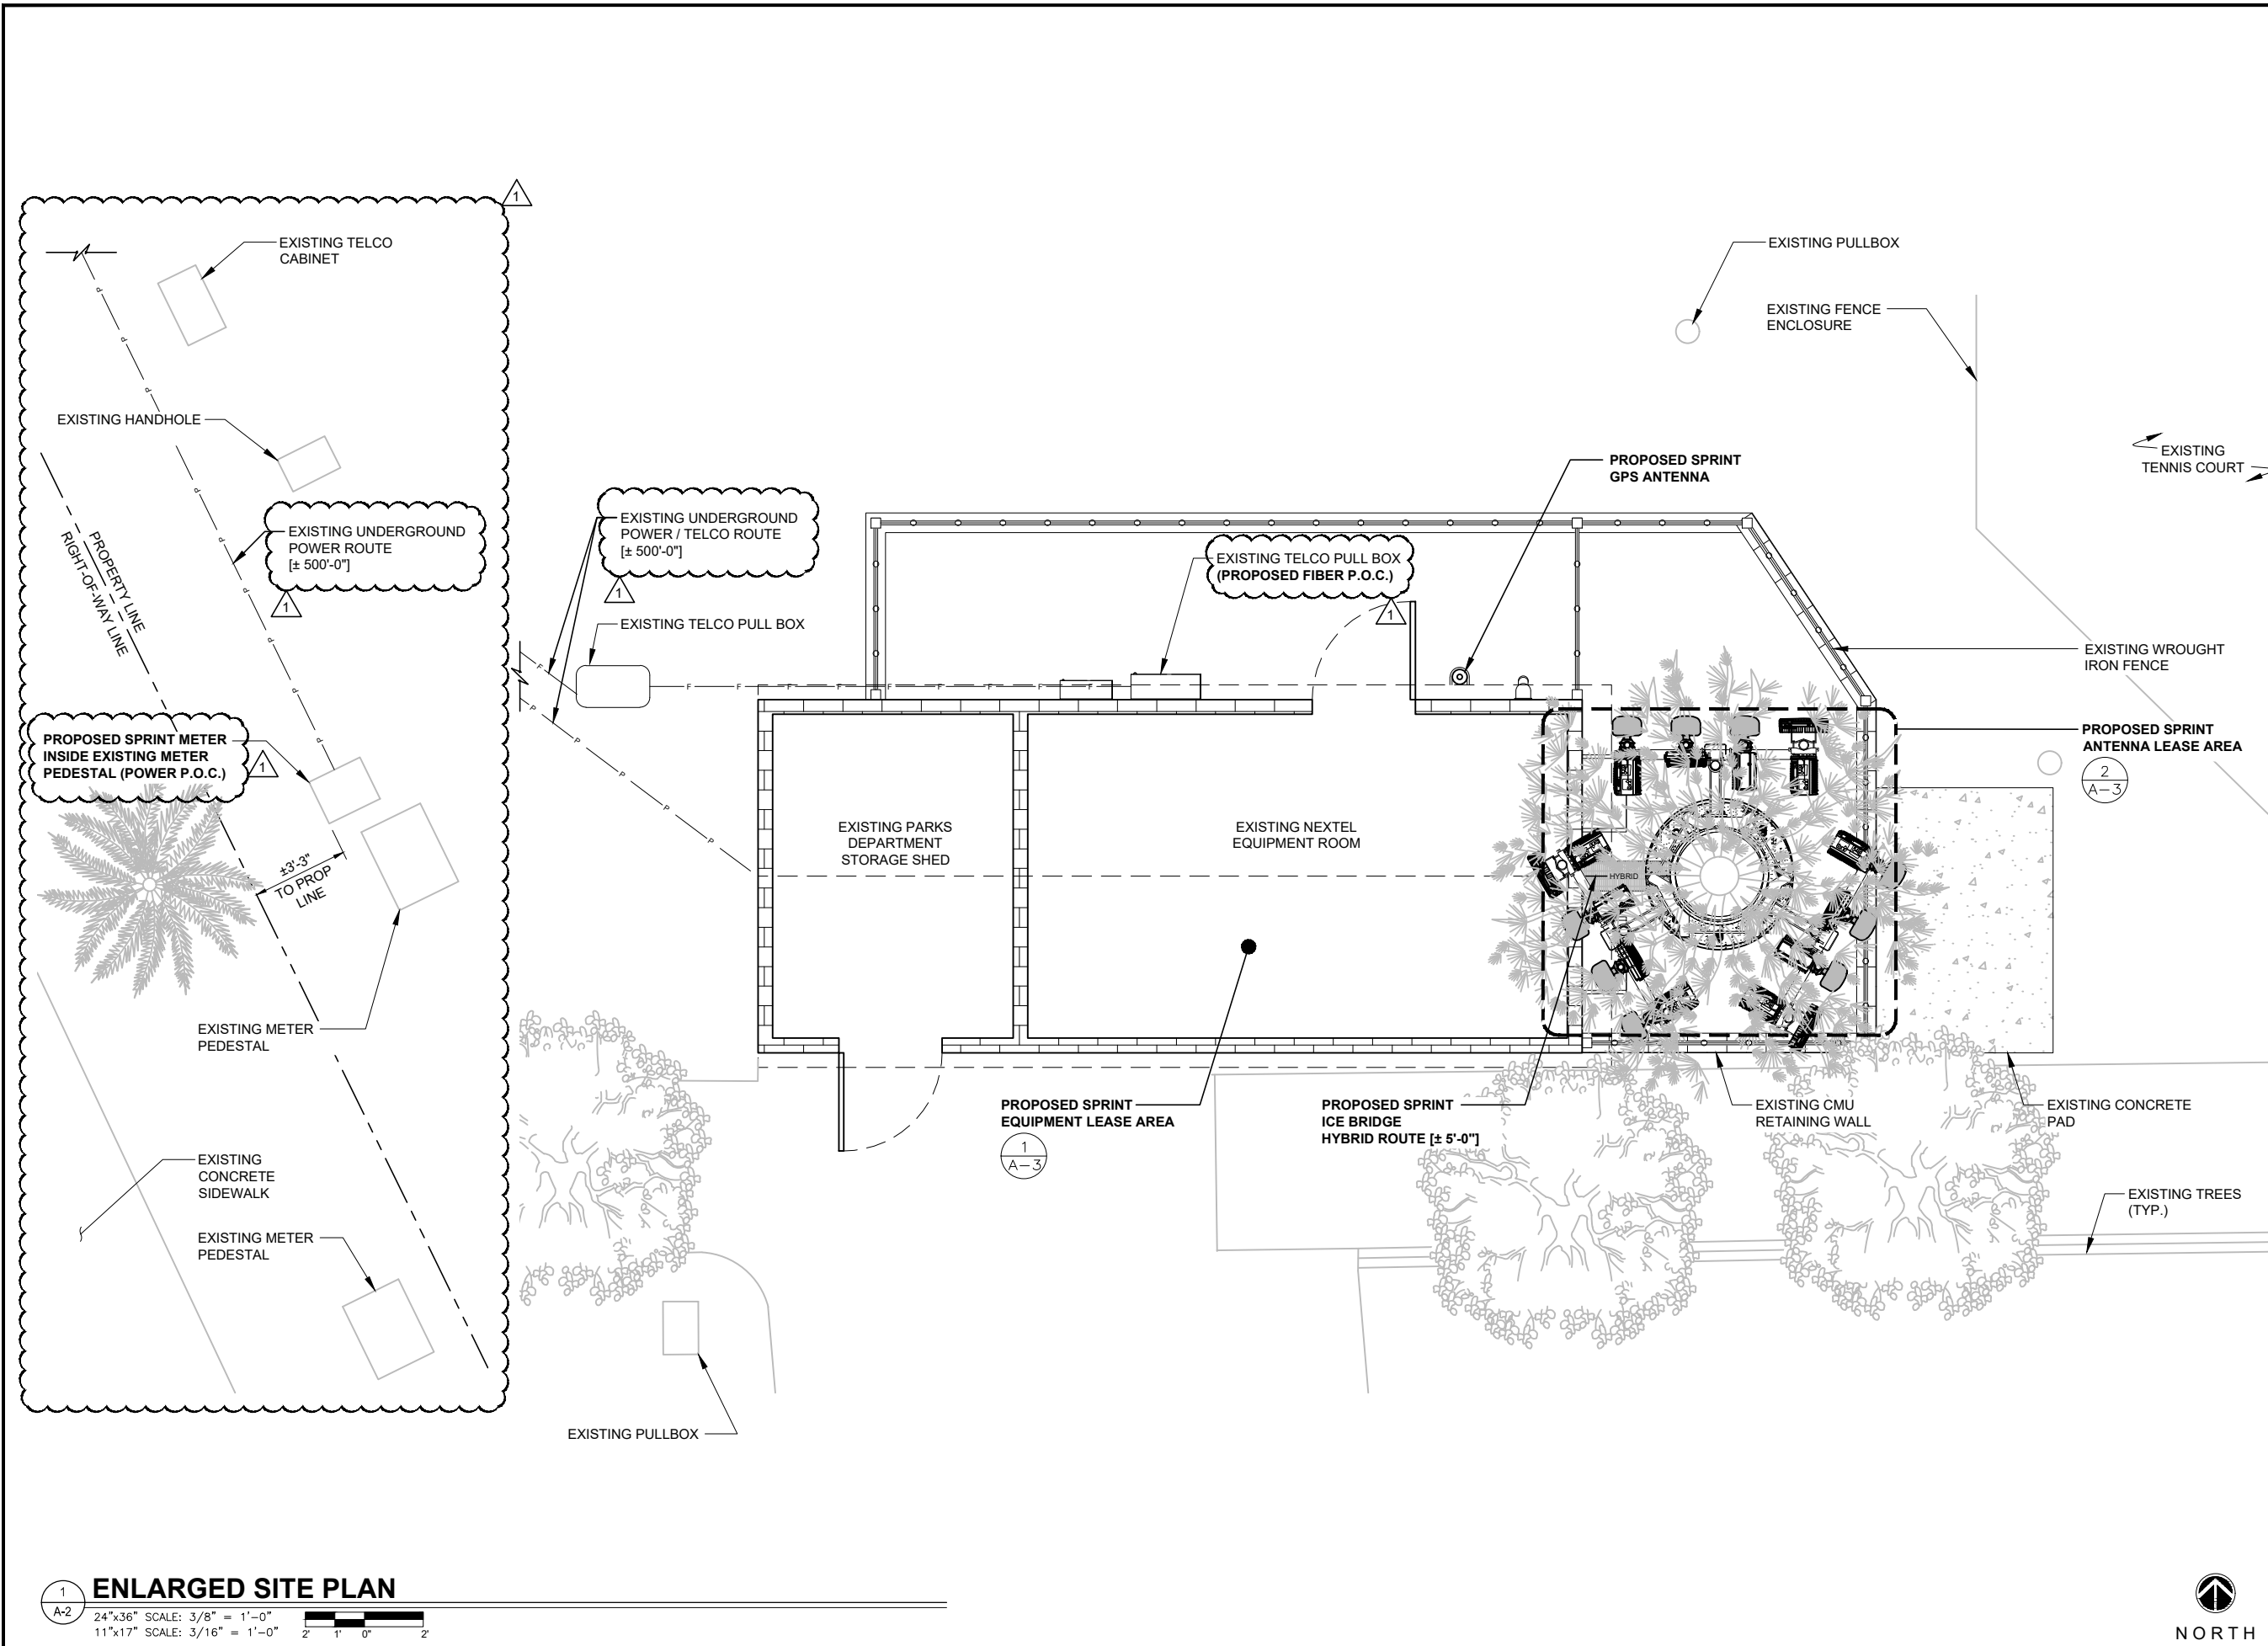 1
EXISTING TELCO
CABINET
EXISTING HANDHOLE
EXISTING UNDERGROUND
POWER ROUTE
[± 500'-0"]
1
PROPERTY LINE
RIGHT-OF-WAY LINE
PROPOSED SPRINT METER
INSIDE EXISTING METER
PEDESTAL (POWER P.O.C.)
1
±3'-3"
TO PROP
LINE
EXISTING METER
PEDESTAL
EXISTING
CONCRETE
SIDEWALK
EXISTING METER
PEDESTAL
P
P
P
P
P
P
P
P
P
EXISTING UNDERGROUND
POWER / TELCO ROUTE
[± 500'-0"]
1
EXISTING TELCO PULL BOX
F
F
F
F
F
F
F
F
F
F
P
P
P
P
P
EXISTING TELCO PULL BOX
(PROPOSED FIBER P.O.C.)
1
PROPOSED SPRINT
GPS ANTENNA
EXISTING PULLBOX
EXISTING FENCE
ENCLOSURE
EXISTING
TENNIS COURT
EXISTING WROUGHT
IRON FENCE
PROPOSED SPRINT
ANTENNA LEASE AREA
2
A-3
EXISTING PARKS
DEPARTMENT
STORAGE SHED
EXISTING NEXTEL
EQUIPMENT ROOM
HYBRID
PROPOSED SPRINT
EQUIPMENT LEASE AREA
1
A-3
PROPOSED SPRINT
ICE BRIDGE
HYBRID ROUTE [± 5'-0"]
EXISTING CMU
RETAINING WALL
EXISTING CONCRETE
PAD
EXISTING TREES
(TYP.)
EXISTING PULLBOX
1
A-2
ENLARGED SITE PLAN
24"x36" SCALE: 3/8" = 1'-0"
11"x17" SCALE: 3/16" = 1'-0"
2' 1' 0" 2'
NORTH